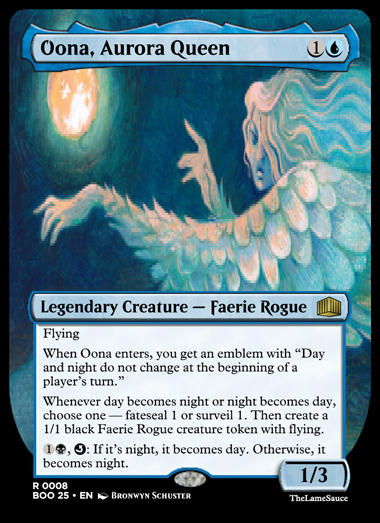 Oona, Aurora Queen 1
Legendary Creature — Faerie Rogue
Flying
When Oona enters, you get an emblem with “Day
and night do not change at the beginning of a
player’s turn.”
Whenever day becomes night or night becomes day,
choose one — fateseal 1 or surveil 1. Then create a
1/1 black Faerie Rogue creature token with flying.
1, : If it’s night, it becomes day. Otherwise, it
becomes night.
1/3
R 0008
BOO 25 • EN Bronwyn Schuster
TheLameSauce